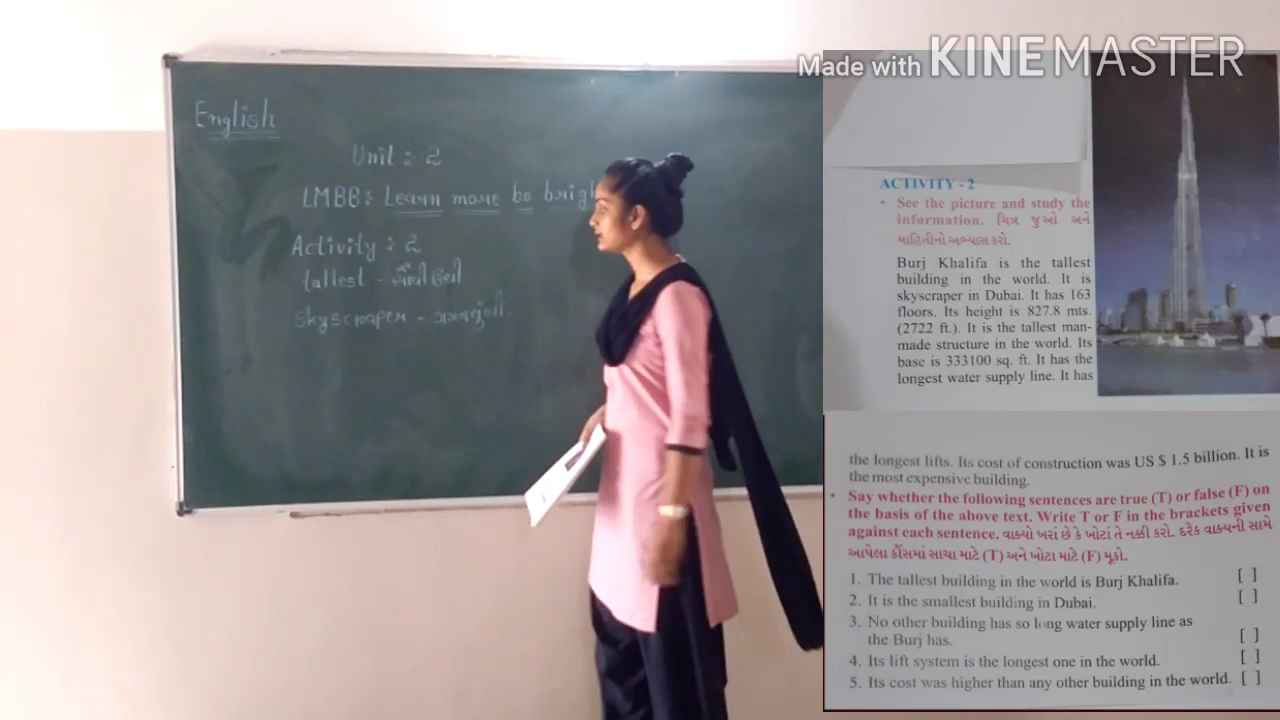 English
Unit : 2
LMBB : Learn more be brigh
Activity : 2
tallest - સૌથી ઉંચી
skyscraper - ગગનચુંબી.
Made with KINEMASTER
ACTIVITY - 2
• See the picture and study the
information. ચિત્ર જુઓ અને
માહિતીનો અભ્યાસ કરો.
Burj Khalifa is the tallest
building in the world. It is
skyscraper in Dubai. It has 163
floors. Its height is 827.8 mts.
(2722 ft.). It is the tallest man-
made structure in the world. Its
base is 333100 sq. ft. It has the
longest water supply line. It has
the longest lifts. Its cost of construction was US $ 1.5 billion. It is
the most expensive building.
• Say whether the following sentences are true (T) or false (F) on
the basis of the above text. Write T or F in the brackets given
against each sentence. વાક્યો ખરાં છે કે ખોટાં તે નક્કી કરો. દરેક વાક્યની સામે
આપેલા કૌંસમાં સાચા માટે (T) અને ખોટા માટે (F) મૂકો.
1. The tallest building in the world is Burj Khalifa. [ ]
2. It is the smallest building in Dubai. [ ]
3. No other building has so long water supply line as
the Burj has. [ ]
4. Its lift system is the longest one in the world. [ ]
5. Its cost was higher than any other building in the world. [ ]